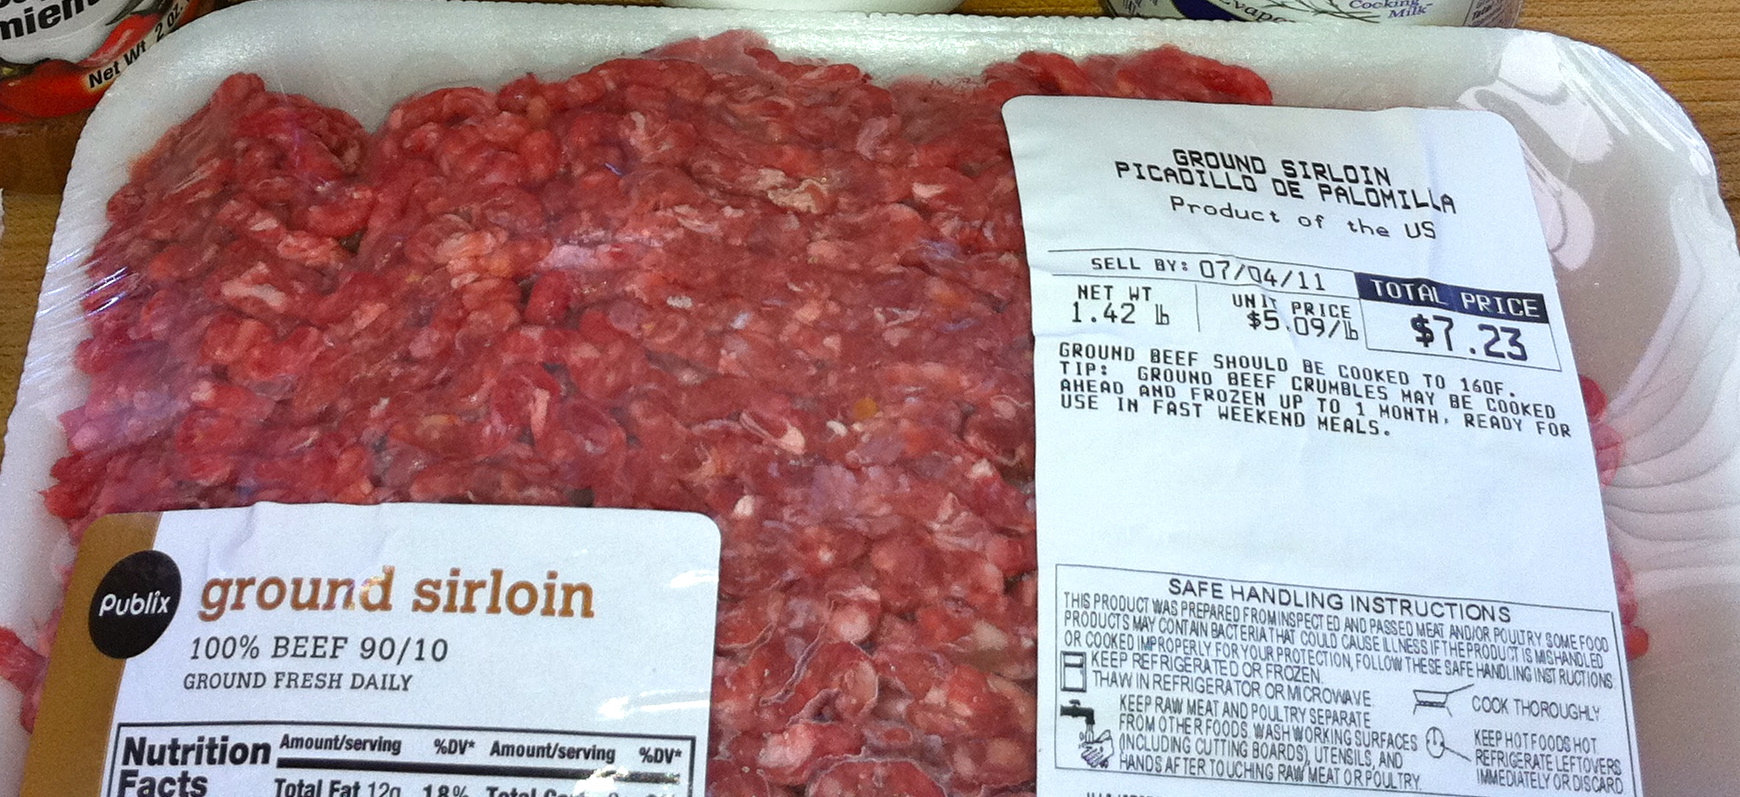 Net Wt 2 oz.
Evapo
Cooking
Milk
GROUND SIRLOIN
PICADILLO DE PALOMILLA
Product of the US
SELL BY: 07/04/11
TOTAL PRICE
NET WT
UNIT PRICE
1.42 lb
$5.09/lb
$7.23
GROUND BEEF SHOULD BE COOKED TO 160F.
TIP: GROUND BEEF CRUMBLES MAY BE COOKED
AHEAD AND FROZEN UP TO 1 MONTH, READY FOR
USE IN FAST WEEKEND MEALS.
Publix
ground sirloin
100% BEEF 90/10
GROUND FRESH DAILY
Nutrition
Facts
Amount/serving %DV* Amount/serving %DV*
Total Fat 12g 18% Total
SAFE HANDLING INSTRUCTIONS
THIS PRODUCT WAS PREPARED FROM INSPECTED AND PASSED MEAT AND/OR POULTRY SOME FOOD
PRODUCTS MAY CONTAIN BACTERIA THAT COULD CAUSE ILLNESS IF THE PRODUCT IS MISHANDLED
OR COOKED IMPROPERLY FOR YOUR PROTECTION, FOLLOW THESE SAFE HANDLING INSTRUCTIONS.
KEEP REFRIGERATED OR FROZEN.
THAW IN REFRIGERATOR OR MICROWAVE.
KEEP RAW MEAT AND POULTRY SEPARATE
FROM OTHER FOODS. WASH WORKING SURFACES
(INCLUDING CUTTING BOARDS), UTENSILS, AND
HANDS AFTER TOUCHING RAW MEAT OR POULTRY.
COOK THOROUGHLY
KEEP HOT FOODS HOT.
REFRIGERATE LEFTOVERS
IMMEDIATELY OR DISCARD